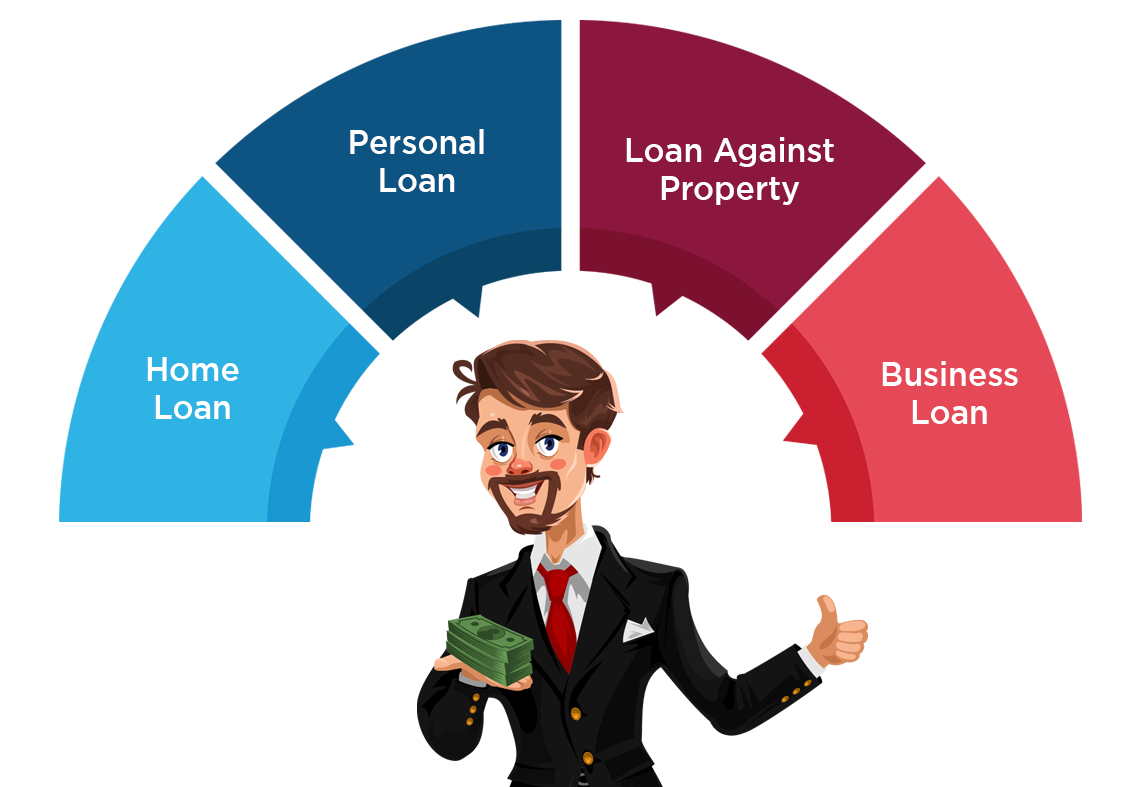 Personal
Loan
Loan Against
Property
Home
Loan
Business
Loan